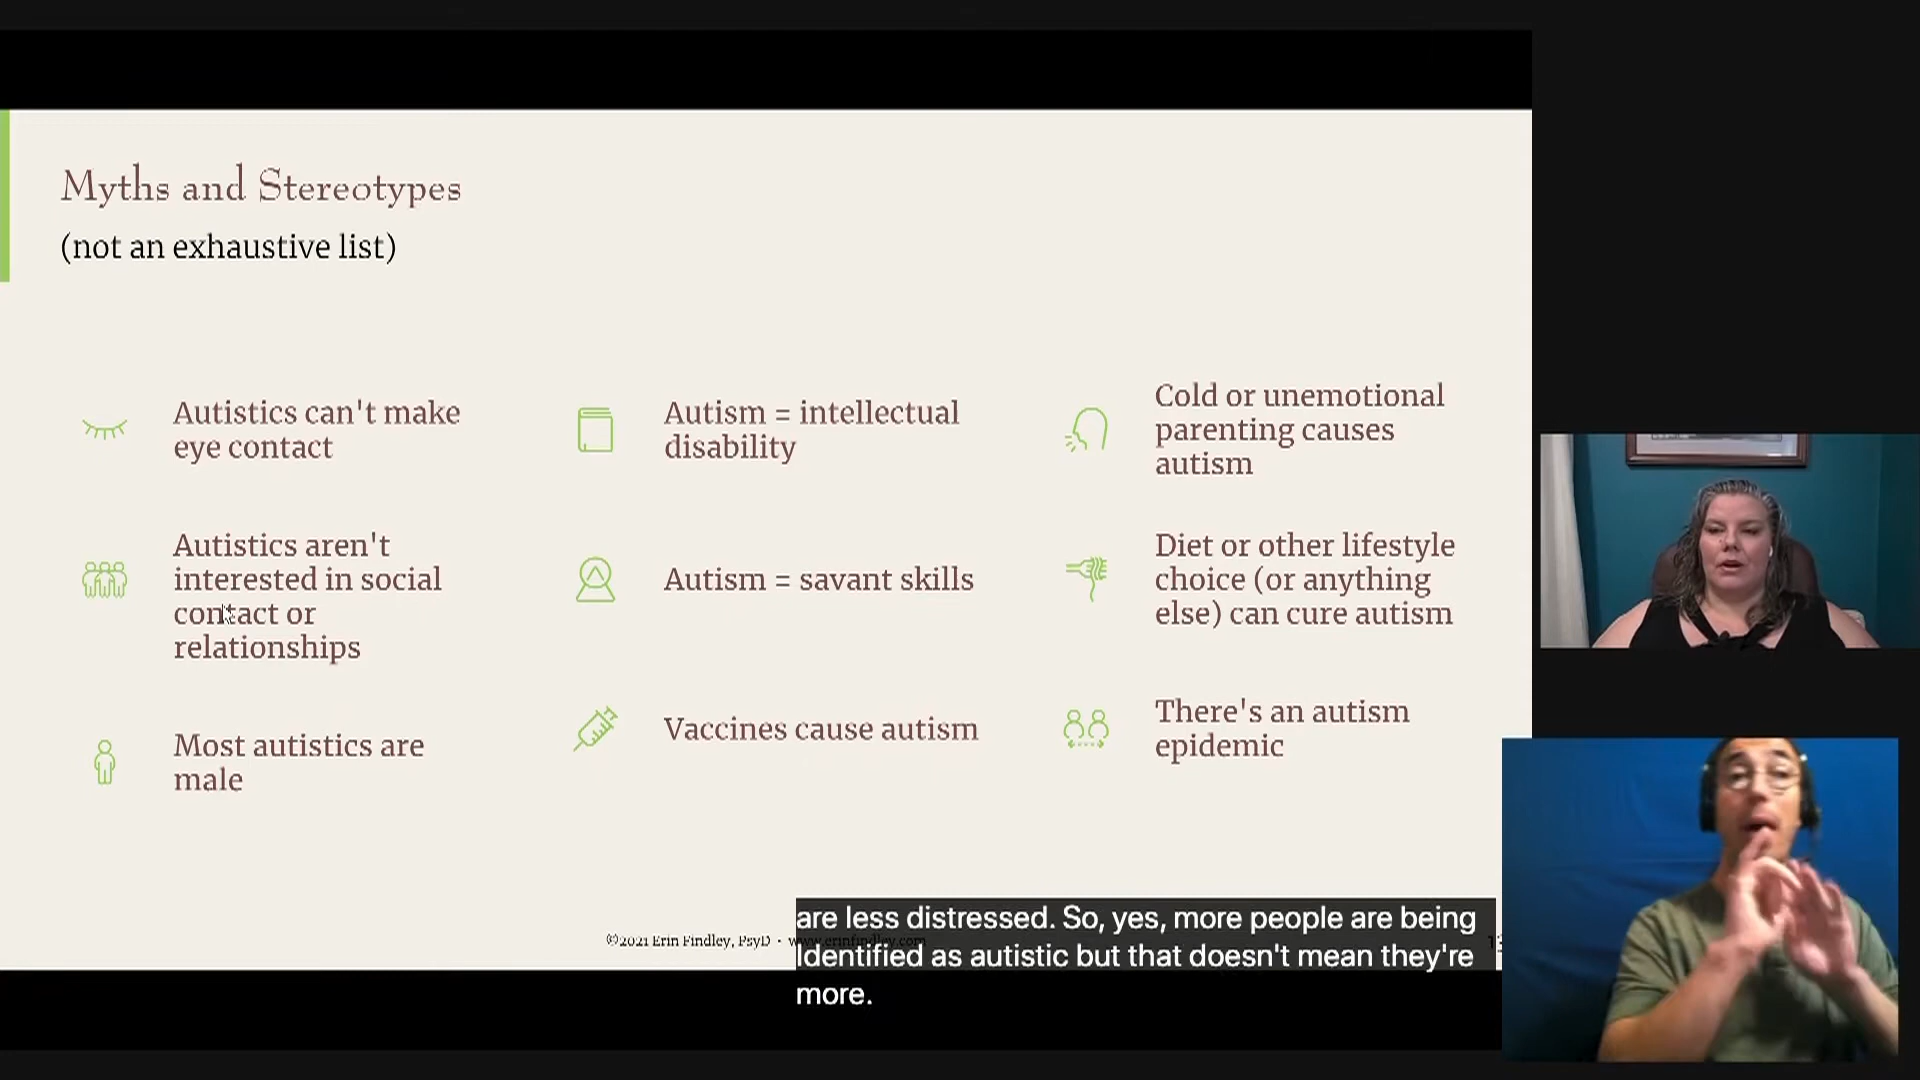 Myths and Stereotypes
(not an exhaustive list)
Autistics can't make
eye contact
Autistics aren't
interested in social
contact or
relationships
Most autistics are
male
Autism = intellectual
disability
Autism = savant skills
Vaccines cause autism
Cold or unemotional
parenting causes
autism
Diet or other lifestyle
choice (or anything
else) can cure autism
There's an autism
epidemic
©2021 Erin Findley, PsyD · www.erinfindley.com
are less distressed. So, yes, more people are being
identified as autistic but that doesn't mean they're
more.